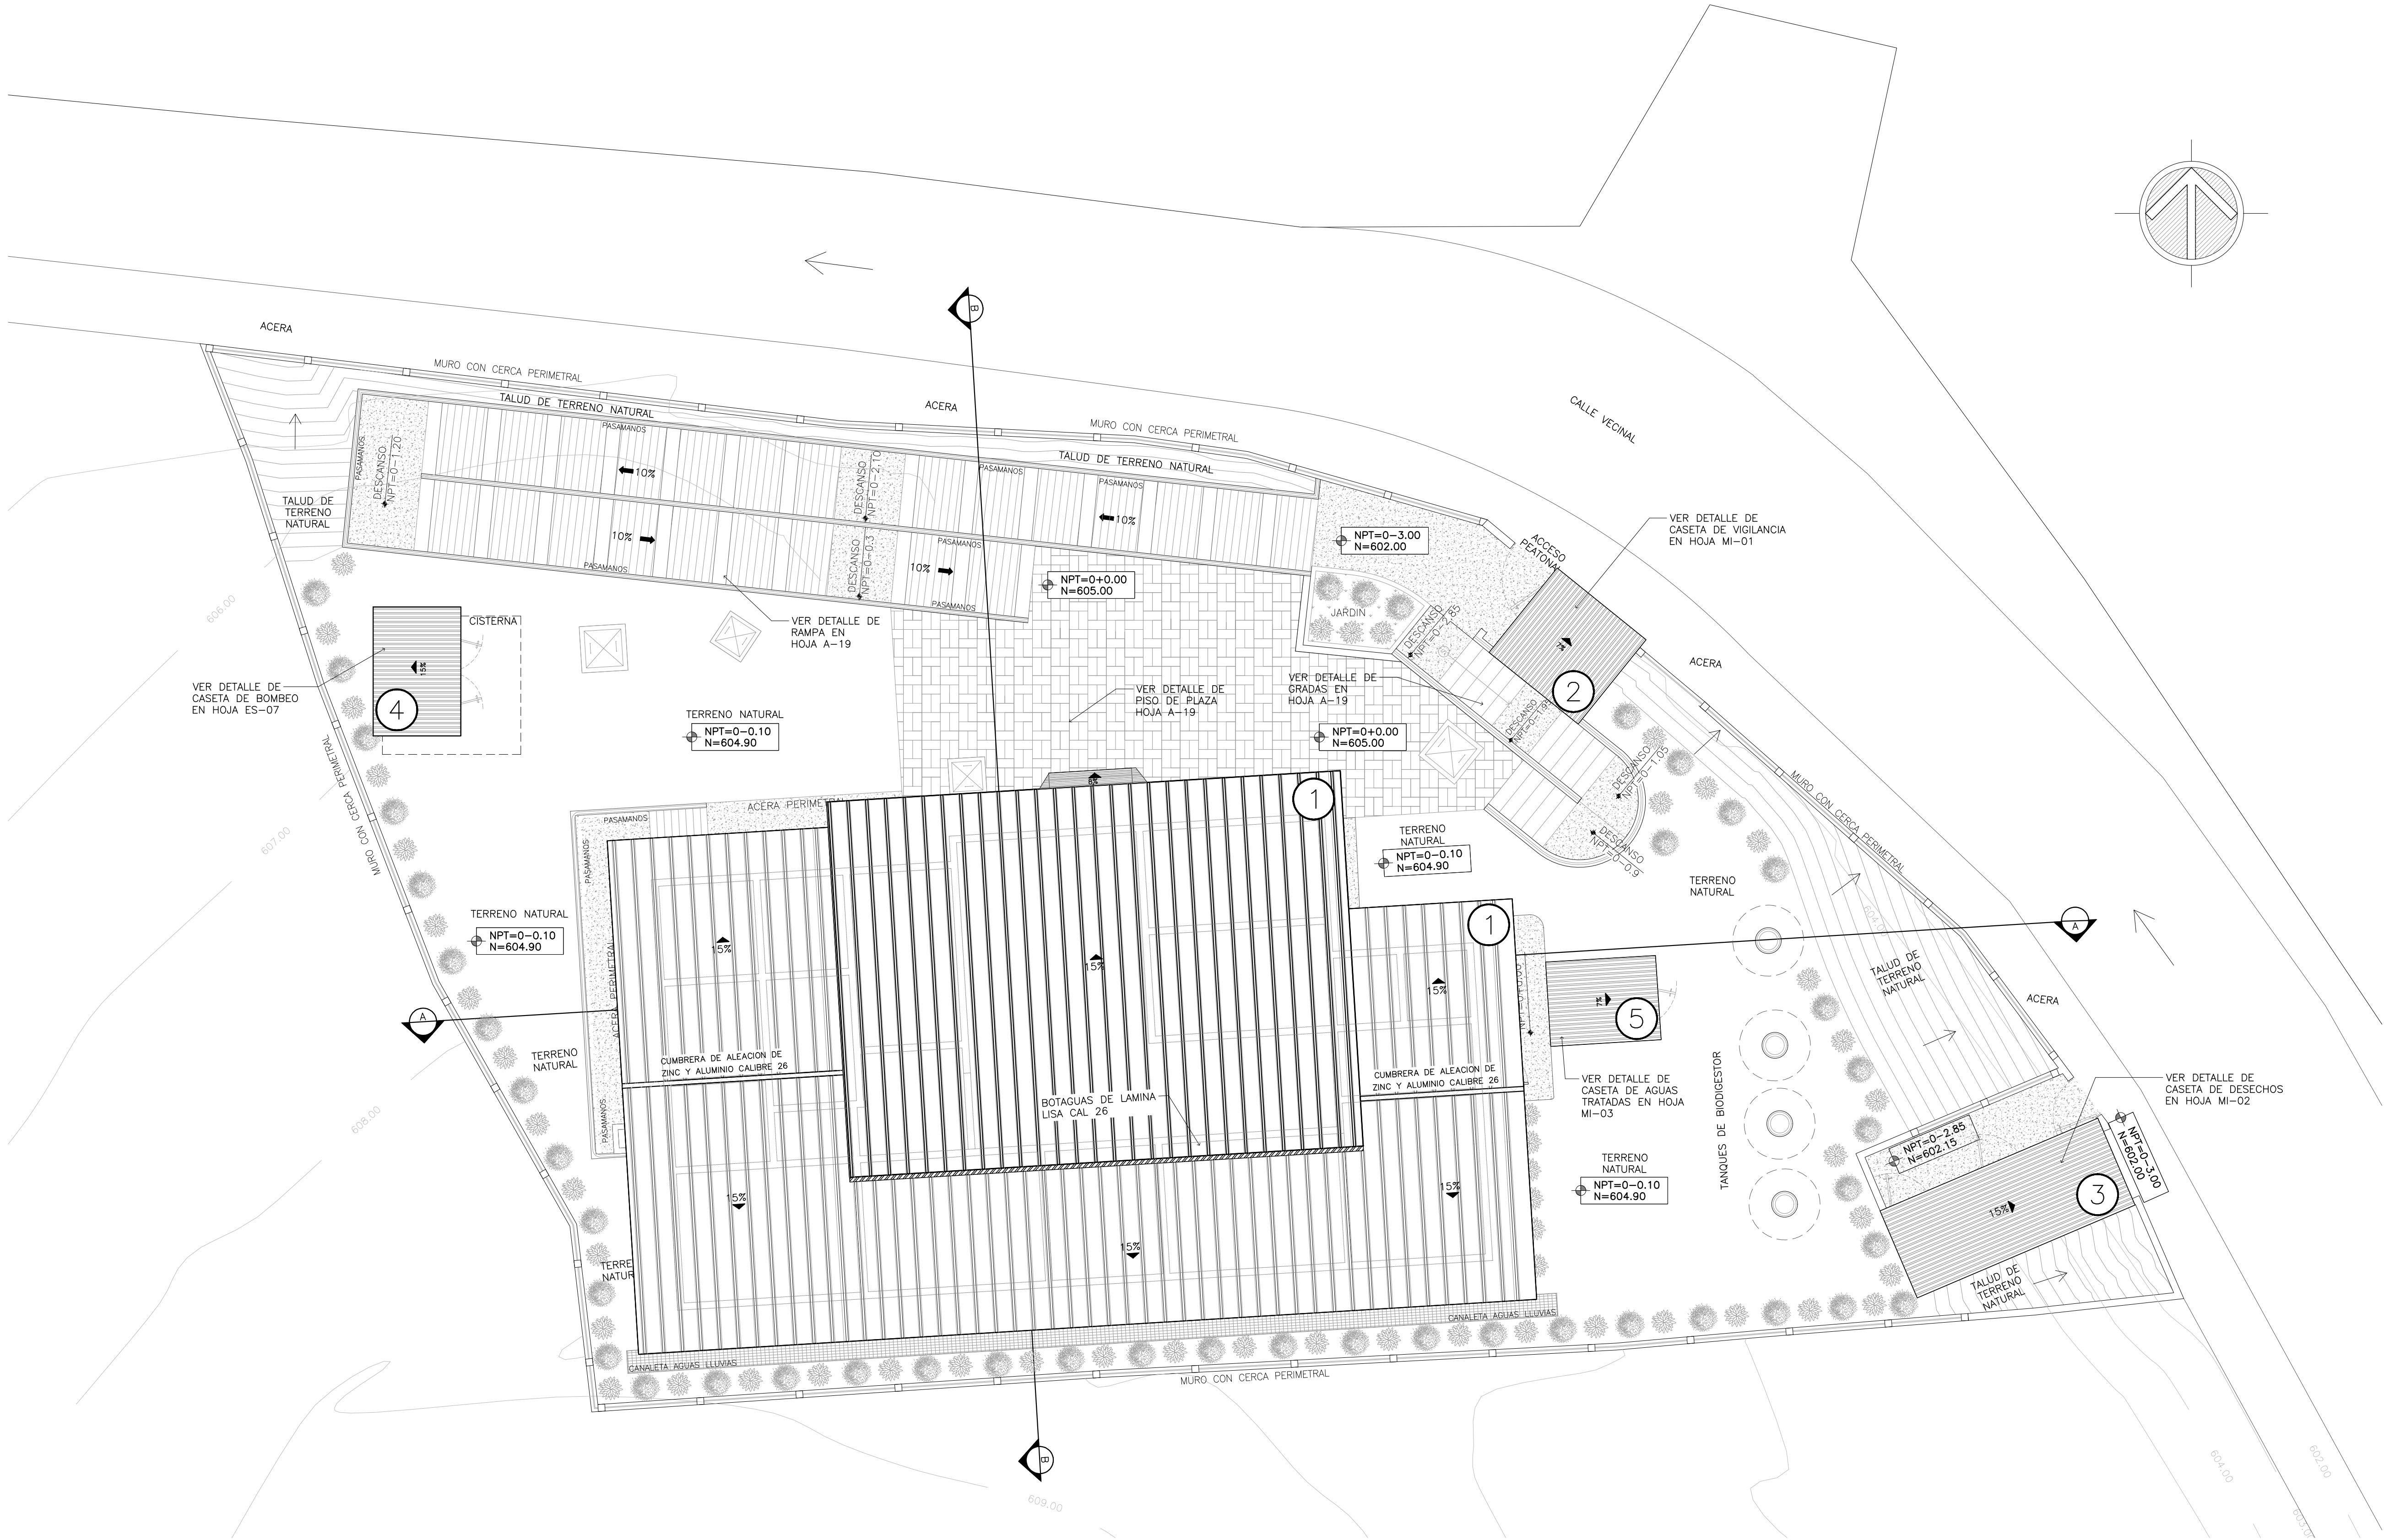 B
ACERA
MURO CON CERCA PERIMETRAL
TALUD DE TERRENO NATURAL
ACERA
MURO CON CERCA PERIMETRAL
TALUD DE TERRENO NATURAL
CALLE VECINAL
PASAMANOS
PASAMANOS
PASAMANOS
PASAMANOS
DESCANSO
NPT=0-1.20
10%
DESCANSO
NPT=0-2.10
10%
TALUD DE
TERRENO
NATURAL
10%
PASAMANOS
DESCANSO
NPT=0-0.3
10%
PASAMANOS
PASAMANOS
NPT=0-3.00
N=602.00
ACCESO
VER DETALLE DE
CASETA DE VIGILANCIA
EN HOJA MI-01
NPT=0+0.00
N=605.00
606.00
CISTERNA
15%
VER DETALLE DE
CASETA DE BOMBEO
EN HOJA ES-07
4
VER DETALLE DE
RAMPA EN
HOJA A-19
JARDIN
DESCANSO
NPT=0-2.85
7%
2
ACERA
VER DETALLE DE
PISO DE PLAZA
HOJA A-19
VER DETALLE DE
GRADAS EN
HOJA A-19
DESCANSO
TERRENO NATURAL
NPT=0-0.10
N=604.90
NPT=0+0.00
N=605.00
DESCANSO
NPT=0-1.05
MURO CON CERCA PERIMETRAL
MURO CON CERCA PERIMETRAL
607.00
ACERA PERIMETRAL
PASAMANOS
PASAMANOS
1
TERRENO
NATURAL
NPT=0-0.10
N=604.90
DESCANSO
NPT=0-0.9
TERRENO
NATURAL
TERRENO NATURAL
NPT=0-0.10
N=604.90
ACERA PERIMETRAL
15%
15%
15%
1
7%
5
A
TALUD DE
TERRENO
NATURAL
ACERA
A
TERRENO
NATURAL
CUMBRERA DE ALEACION DE
ZINC Y ALUMINIO CALIBRE 26
CUMBRERA DE ALEACION DE
ZINC Y ALUMINIO CALIBRE 26
BOTAGUAS DE LAMINA
LISA CAL 26
VER DETALLE DE
CASETA DE AGUAS
TRATADAS EN HOJA
MI-03
TANQUES DE BIODIGESTOR
VER DETALLE DE
CASETA DE DESECHOS
EN HOJA MI-02
608.00
PASAMANOS
NPT=0-2.85
N=602.15
NPT=0-3.00
N=602.00
TERRENO
NATURAL
NPT=0-0.10
N=604.90
15%
15%
15%
15%
3
TALUD DE
TERRENO
NATURAL
CANALETA AGUAS LLUVIAS
CANALETA AGUAS LLUVIAS
MURO CON CERCA PERIMETRAL
B
609.00
604.00
602.00